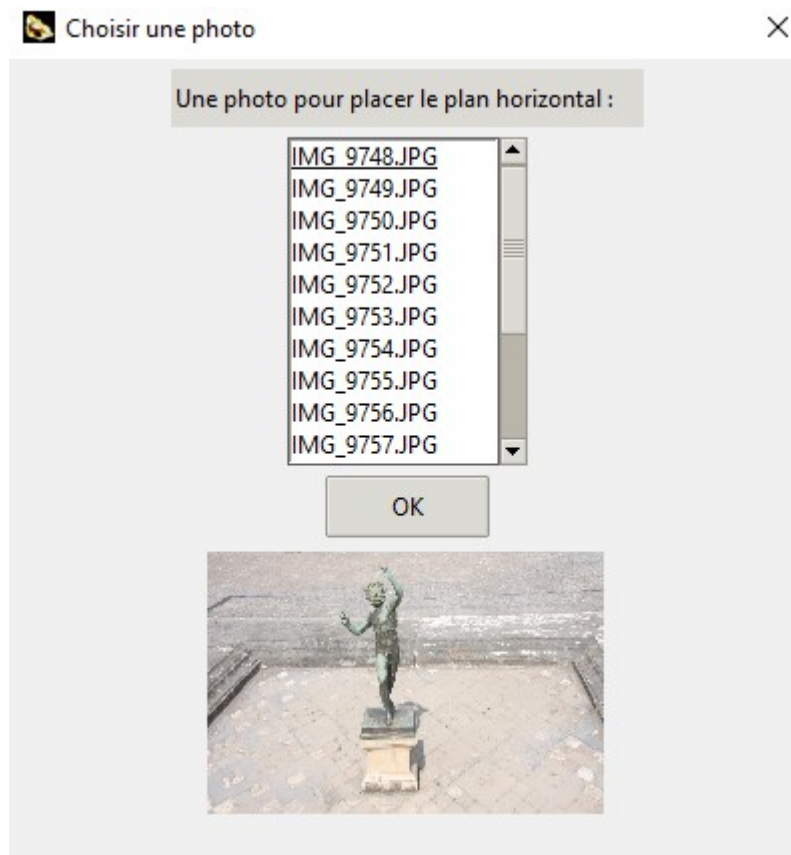 Choisir une photo
Une photo pour placer le plan horizontal :
IMG_9748.JPG
IMG_9749.JPG
IMG_9750.JPG
IMG_9751.JPG
IMG_9752.JPG
IMG_9753.JPG
IMG_9754.JPG
IMG_9755.JPG
IMG_9756.JPG
IMG_9757.JPG
OK